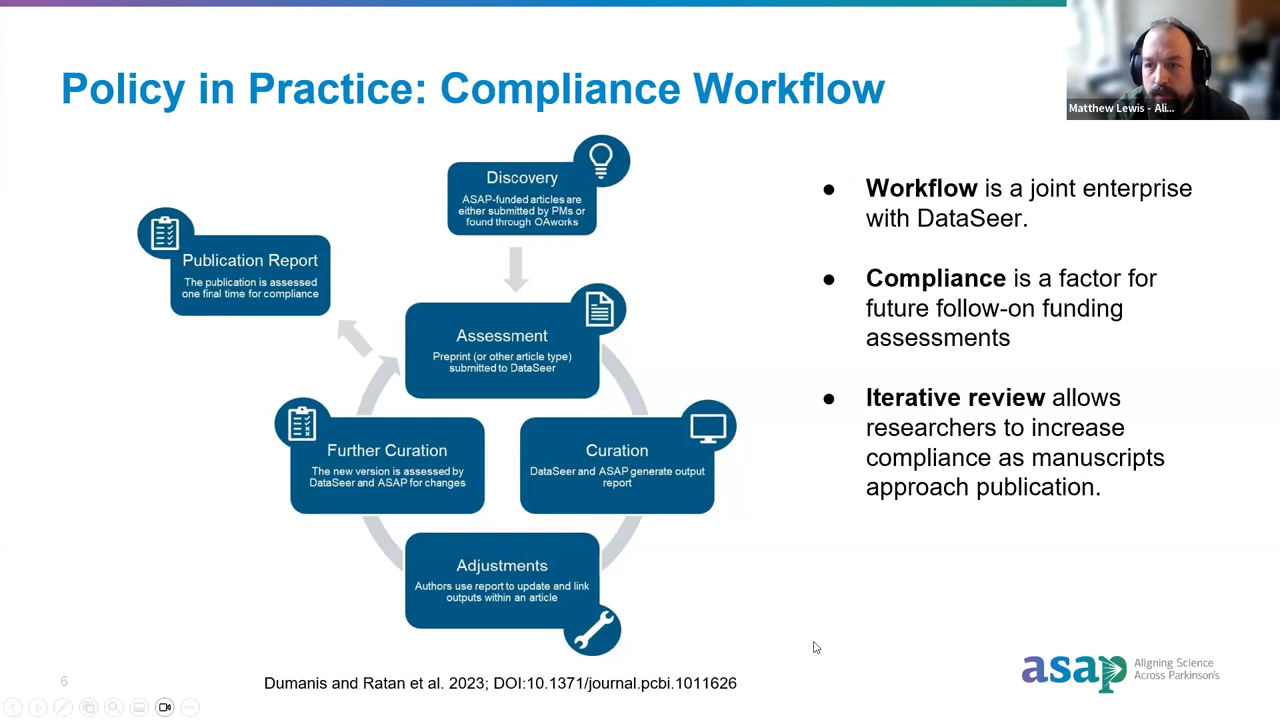 Policy in Practice: Compliance Workflow
Matthew Lewis - Ali...
Discovery
ASAP-funded articles are
either submitted by PMs or
found through OAworks
Publication Report
The publication is assessed
one final time for compliance
Assessment
Preprint (or other article type)
submitted to DataSeer
Further Curation
The new version is assessed by
DataSeer and ASAP for changes
Curation
DataSeer and ASAP generate output
report
Adjustments
Authors use report to update and link
outputs within an article
● Workflow is a joint enterprise
with DataSeer.
● Compliance is a factor for
future follow-on funding
assessments
● Iterative review allows
researchers to increase
compliance as manuscripts
approach publication.
6
Dumanis and Ratan et al. 2023; DOI:10.1371/journal.pcbi.1011626
asap
Aligning Science
Across Parkinson's